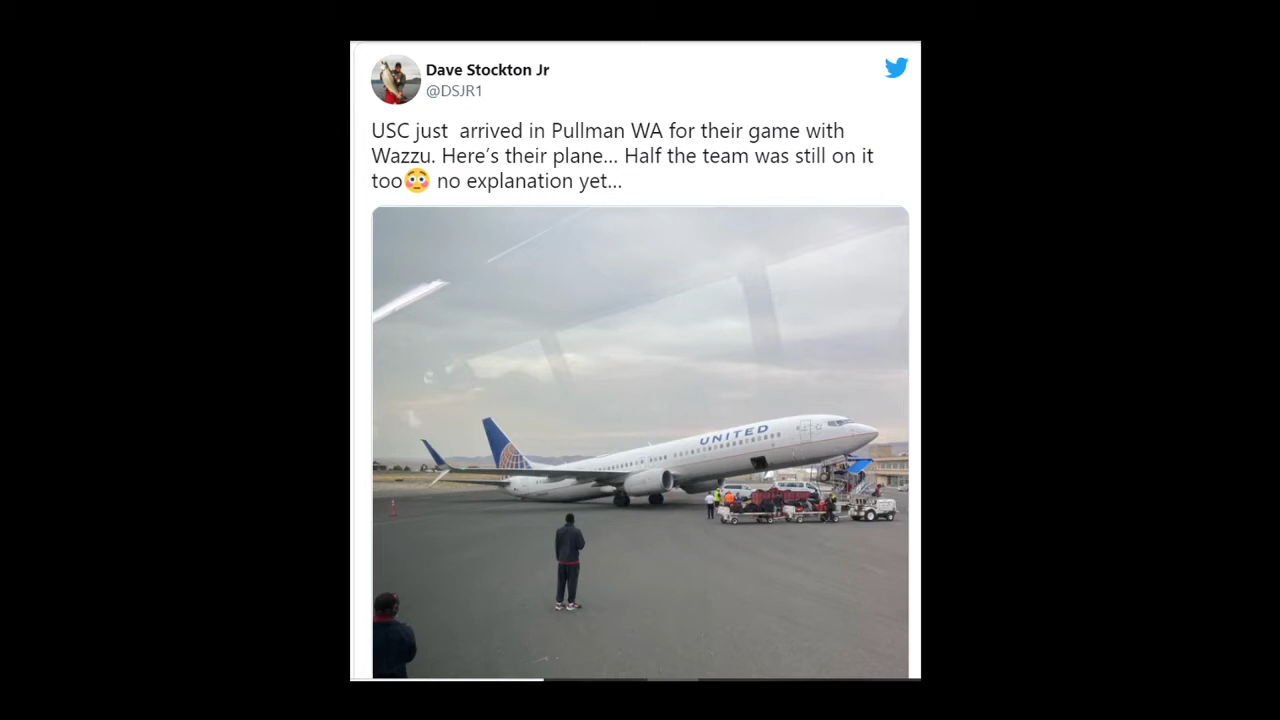 Dave Stockton Jr
@DSJR1
USC just  arrived in Pullman WA for their game with
Wazzu. Here’s their plane... Half the team was still on it
too😳 no explanation yet...
UNITED